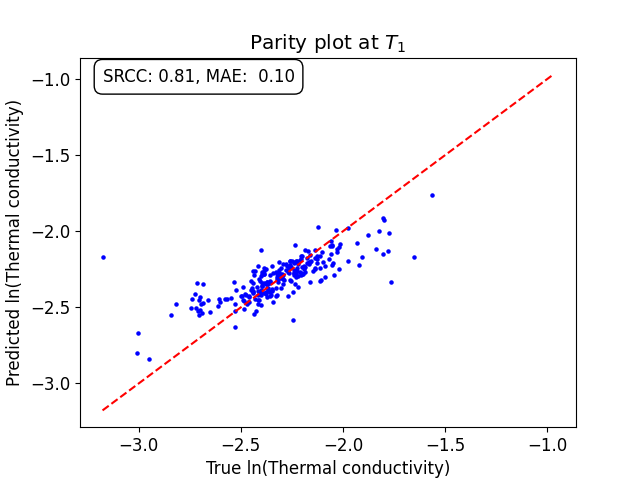 Parity plot at T₁
SRCC: 0.81, MAE:  0.10
Predicted ln(Thermal conductivity)
−1.0
−1.5
−2.0
−2.5
−3.0
−3.0 −2.5 −2.0 −1.5 −1.0
True ln(Thermal conductivity)